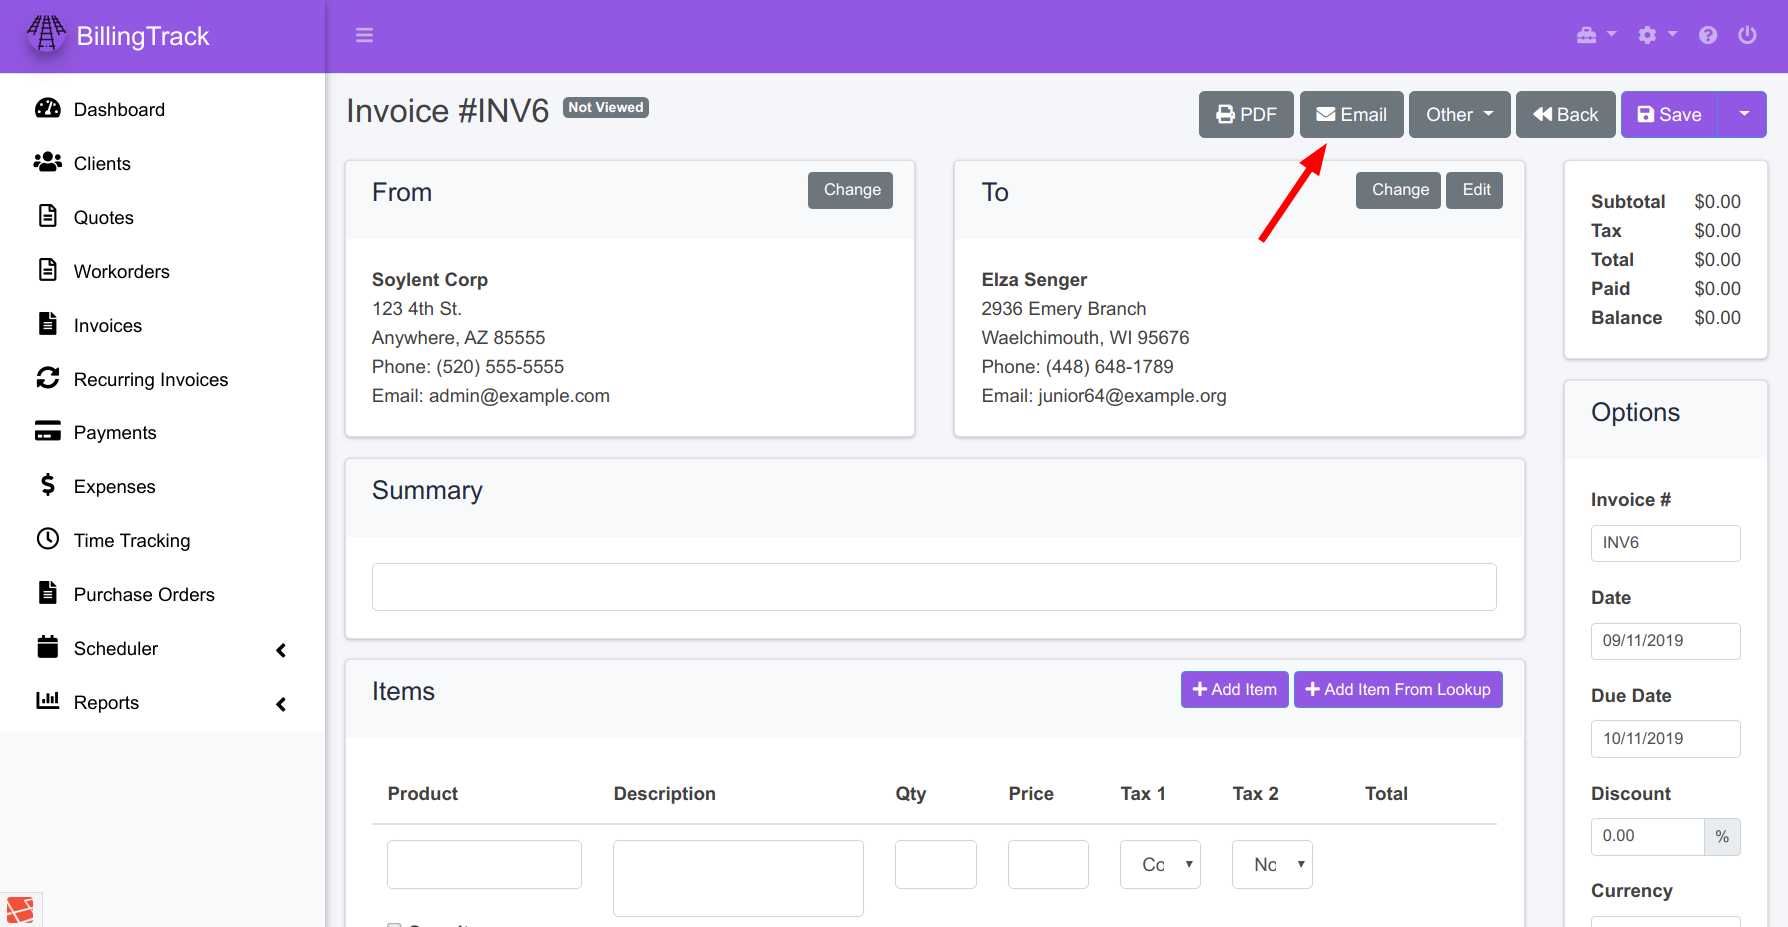 BillingTrack
Dashboard
Clients
Quotes
Workorders
Invoices
Recurring Invoices
Payments
Expenses
Time Tracking
Purchase Orders
Scheduler
Reports
Invoice #INV6 Not Viewed
PDF Email Other Back Save
From Change
Soylent Corp
123 4th St.
Anywhere, AZ 85555
Phone: (520) 555-5555
Email: admin@example.com
To Change Edit
Elza Senger
2936 Emery Branch
Waelchimouth, WI 95676
Phone: (448) 648-1789
Email: junior64@example.org
Subtotal $0.00
Tax $0.00
Total $0.00
Paid $0.00
Balance $0.00
Summary
Items + Add Item + Add Item From Lookup
Product Description Qty Price Tax 1 Tax 2 Total
Co No
Options
Invoice #
INV6
Date
09/11/2019
Due Date
10/11/2019
Discount
0.00 %
Currency